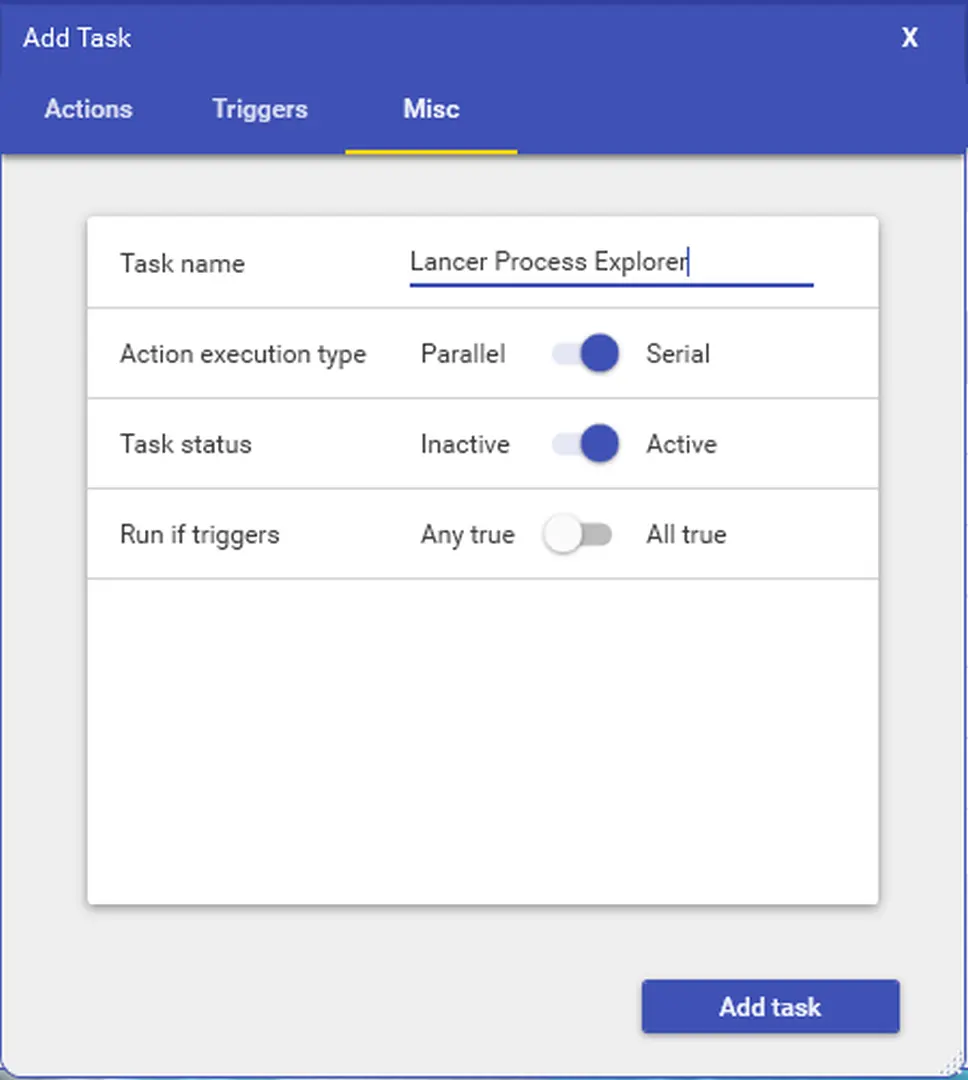 Add Task X
Actions Triggers Misc
Task name Lancer Process Explorer
Action execution type Parallel Serial
Task status Inactive Active
Run if triggers Any true All true
Add task